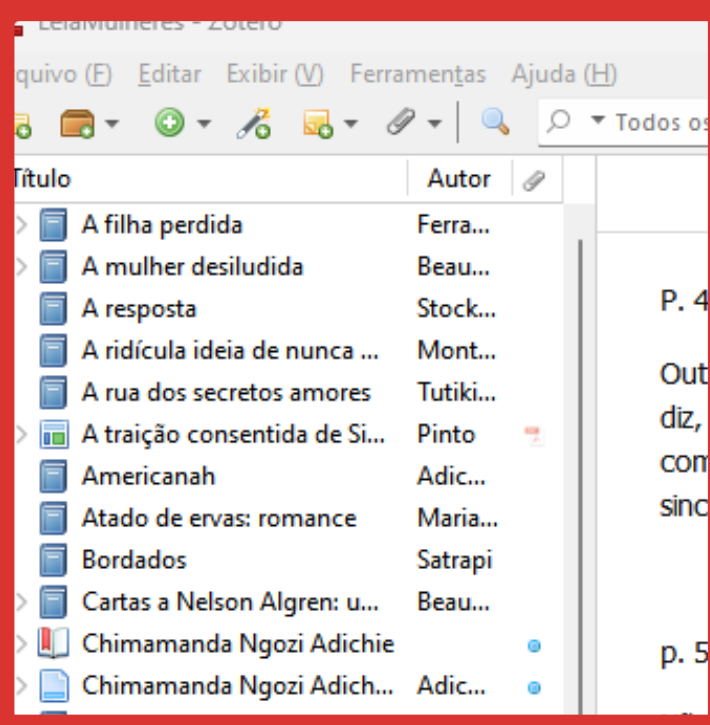 LeiaMulheres - Zotero
quivo (F) Editar Exibir (V) Ferramentas Ajuda (H)
Todos os
Título Autor
A filha perdida Ferra...
A mulher desiludida Beau...
A resposta Stock...
A ridícula ideia de nunca ... Mont...
A rua dos secretos amores Tutiki...
A traição consentida de Si... Pinto
Americanah Adic...
Atado de ervas: romance Maria...
Bordados Satrapi
Cartas a Nelson Algren: u... Beau...
Chimamanda Ngozi Adichie
Chimamanda Ngozi Adich... Adic...
P. 4
Out
diz,
com
sinc
p. 5